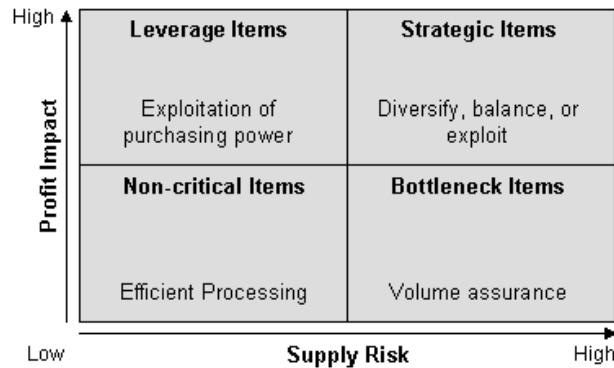 High
Leverage Items
Strategic Items
Exploitation of
purchasing power
Diversify, balance, or
exploit
Profit Impact
Non-critical Items
Bottleneck Items
Efficient Processing
Volume assurance
Low
Supply Risk
High